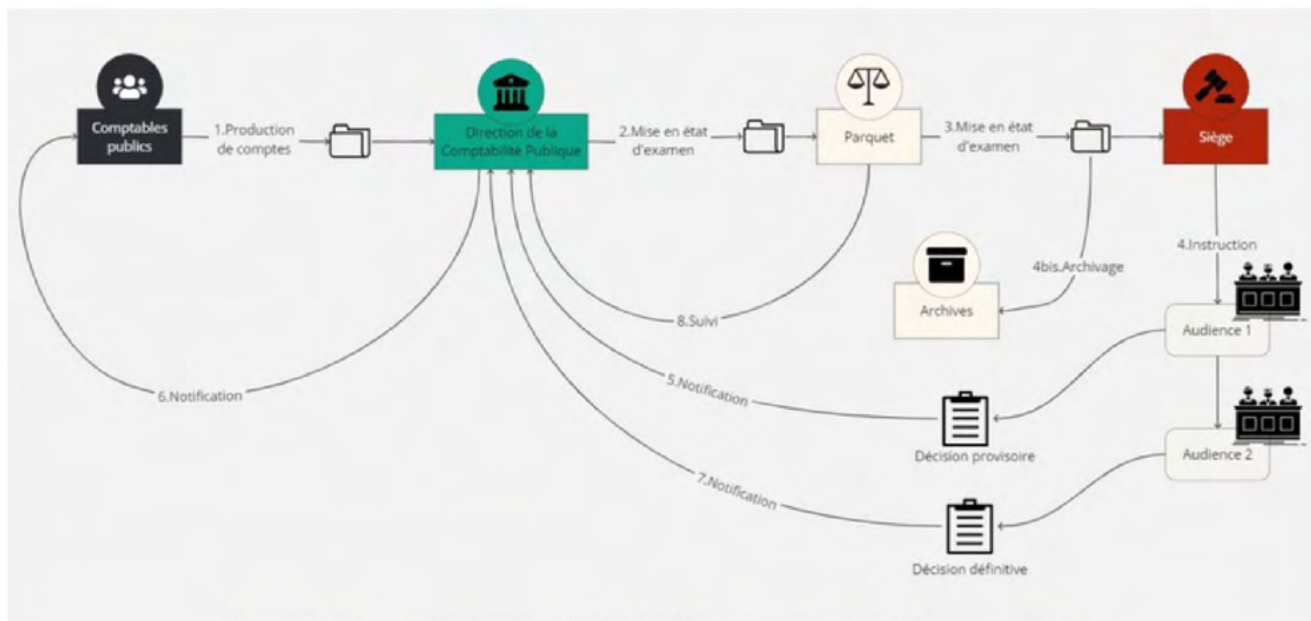 Comptables
publics
1.Production
de comptes
Direction de la
Comptabilité Publique
2.Mise en état
d'examen
Parquet
3.Mise en état
d'examen
Siège
4.Instruction
4bis.Archivage
Archives
8.Suivi
Audience 1
6.Notification
5.Notification
Décision provisoire
Audience 2
7.Notification
Décision définitive